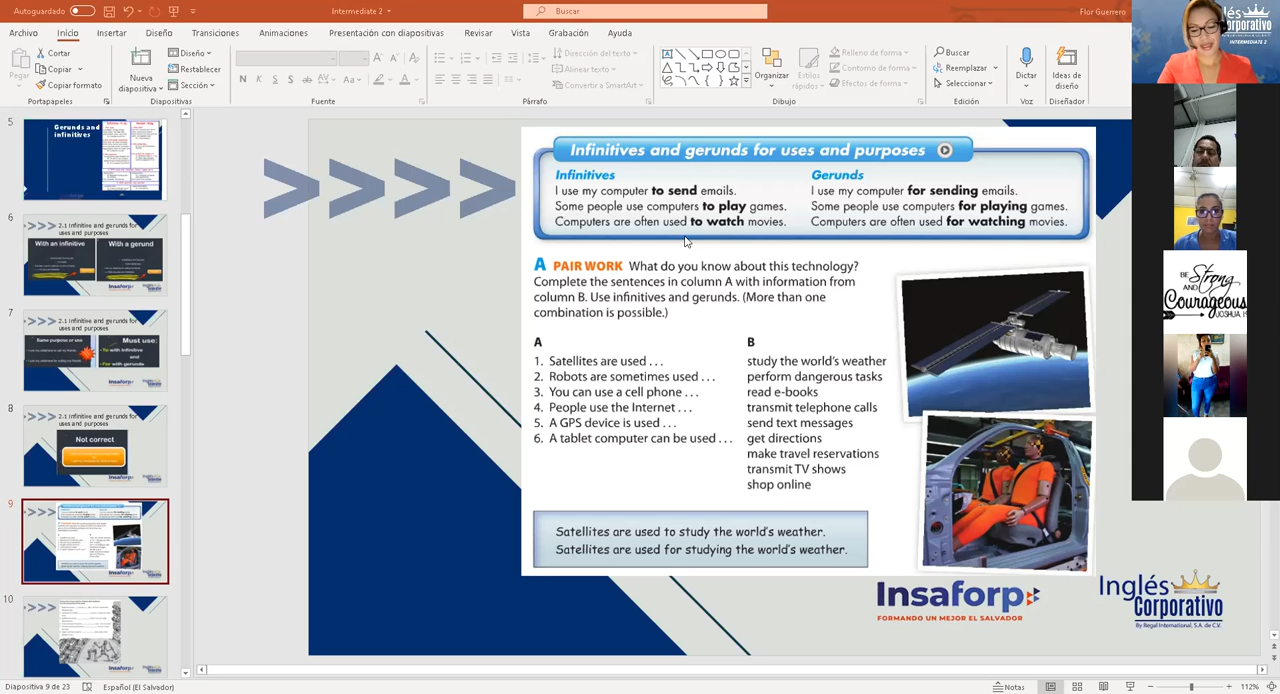 Autoguardado
Intermediate 2
Buscar
Flor Guerrero
Archivo
Inicio
Insertar
Diseño
Transiciones
Animaciones
Presentación con diapositivas
Revisar
Vista
Grabación
Ayuda
Pegar
Cortar
Copiar
Copiar formato
Portapapeles
Nueva
diapositiva
Diseño
Restablecer
Sección
Diapositivas
N K S S AV Aa A
Fuente
Dirección del texto
Alinear texto
Convertir a SmartArt
Párrafo
Organizar
Estilos
rápidos
Relleno de forma
Contorno de forma
Efectos de forma
Dibujo
Buscar
Reemplazar
Seleccionar
Edición
Dictar
Voz
Ideas de
diseño
Diseñador
5
Gerunds and
infinitives
6
2.1 Infinitive and gerunds for
uses and purposes
With an infinitive
With a gerund
7
2.1 Infinitive and gerunds for
uses and purposes
Same purpose or use
Must use:
To with infinitive
and
For with gerunds
8
2.1 Infinitive and gerunds for
uses and purposes
Not correct
9
10
Infinitives and gerunds for uses and purposes
Infinitives
I use my computer to send emails.
Some people use computers to play games.
Computers are often used to watch movies.
Gerunds
I use my computer for sending emails.
Some people use computers for playing games.
Computers are often used for watching movies.
A PAIR WORK What do you know about this technology?
Complete the sentences in column A with information from
column B. Use infinitives and gerunds. (More than one
combination is possible.)
A
1. Satellites are used . . .
2. Robots are sometimes used . . .
3. You can use a cell phone . . .
4. People use the Internet . . .
5. A GPS device is used . . .
6. A tablet computer can be used . . .
B
study the world's weather
perform dangerous tasks
read e-books
transmit telephone calls
send text messages
get directions
make travel reservations
transmit TV shows
shop online
Satellites are used to study the world's weather.
Satellites are used for studying the world's weather.
Insaforp
FORMANDO UN MEJOR EL SALVADOR
Inglés
Corporativo
By Regal International, S.A. de C.V.
lés
Corporativo
INTERMEDIATE 2
BE
Strong
AND
Courageous
JOSHUA 1:9
Diapositiva 9 de 23
Español (El Salvador)
Notas
112%